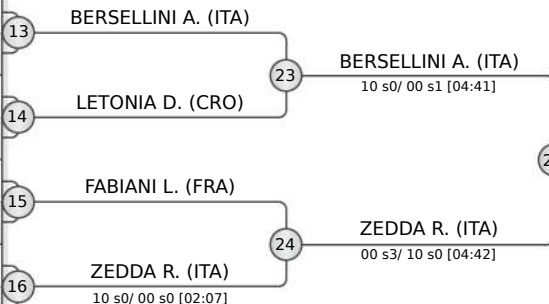 BERSELLINI A. (ITA)
13
23
BERSELLINI A. (ITA)
10 s0/ 00 s1 [04:41]
LETONIA D. (CRO)
14
FABIANI L. (FRA)
15
24
ZEDDA R. (ITA)
00 s3/ 10 s0 [04:42]
ZEDDA R. (ITA)
16
10 s0/ 00 s0 [02:07]